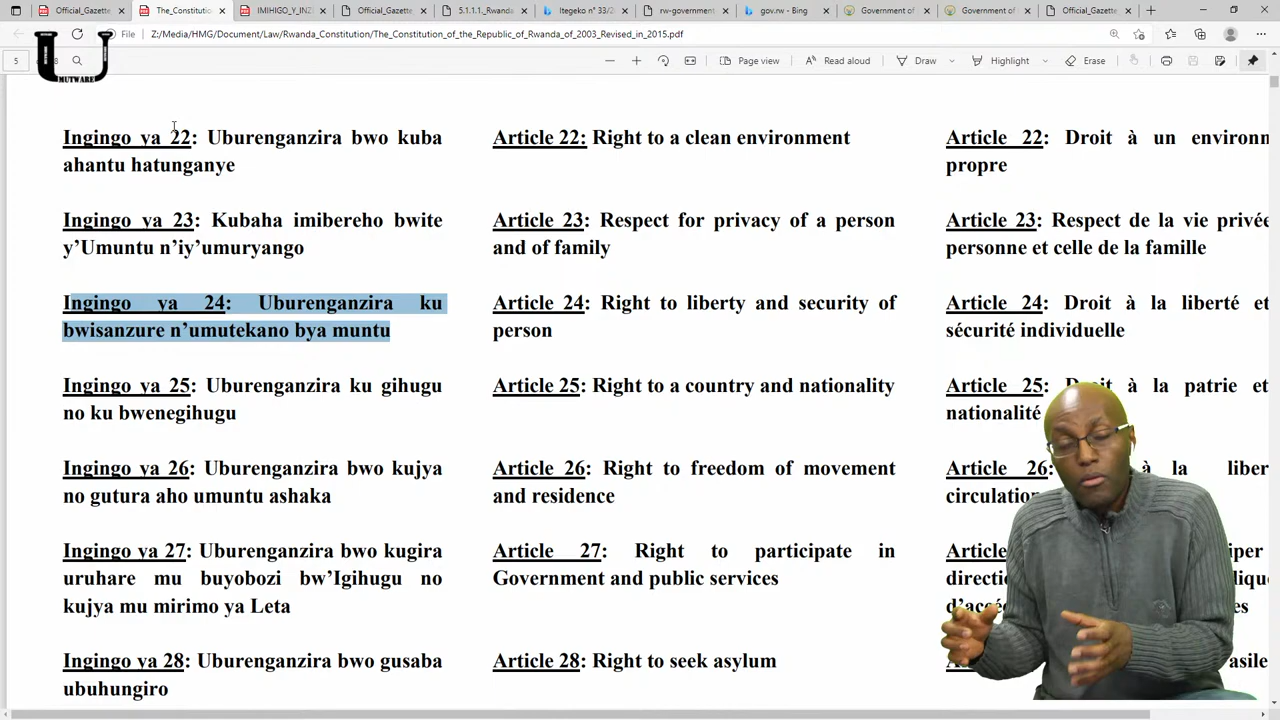 Official_Gazette
The_Constitutio
IMIHIGO_Y_INZ
Official_Gazette
5.1.1.1_Rwanda
Itegeko n° 33/2
rw-government
gov.rw - Bing
Government of
Government of
Official_Gazette
File
Z:/Media/HMG/Document/Law/Rwanda_Constitution/The_Constitution_of_the_Republic_of_Rwanda_of_2003_Revised_in_2015.pdf
U
MUTWARE
5
Page view
Read aloud
Draw
Highlight
Erase
Ingingo ya 22: Uburenganzira bwo kuba
ahantu hatunganye
Ingingo ya 23: Kubaha imibereho bwite
y’Umuntu n’iy’umuryango
Ingingo ya 24: Uburenganzira ku
bwisanzure n’umutekano bya muntu
Ingingo ya 25: Uburenganzira ku gihugu
no ku bwenegihugu
Ingingo ya 26: Uburenganzira bwo kujya
no gutura aho umuntu ashaka
Ingingo ya 27: Uburenganzira bwo kugira
uruhare mu buyobozi bw’Igihugu no
kujya mu mirimo ya Leta
Ingingo ya 28: Uburenganzira bwo gusaba
ubuhungiro
Article 22: Right to a clean environment
Article 23: Respect for privacy of a person
and of family
Article 24: Right to liberty and security of
person
Article 25: Right to a country and nationality
Article 26: Right to freedom of movement
and residence
Article 27: Right to participate in
Government and public services
Article 28: Right to seek asylum
Article 22: Droit à un environn
propre
Article 23: Respect de la vie privée
personne et celle de la famille
Article 24: Droit à la liberté et
sécurité individuelle
Article 25: Droit à la patrie et
nationalité
Article 26: à la liber
circulation
Article
direction
d’accé
asile